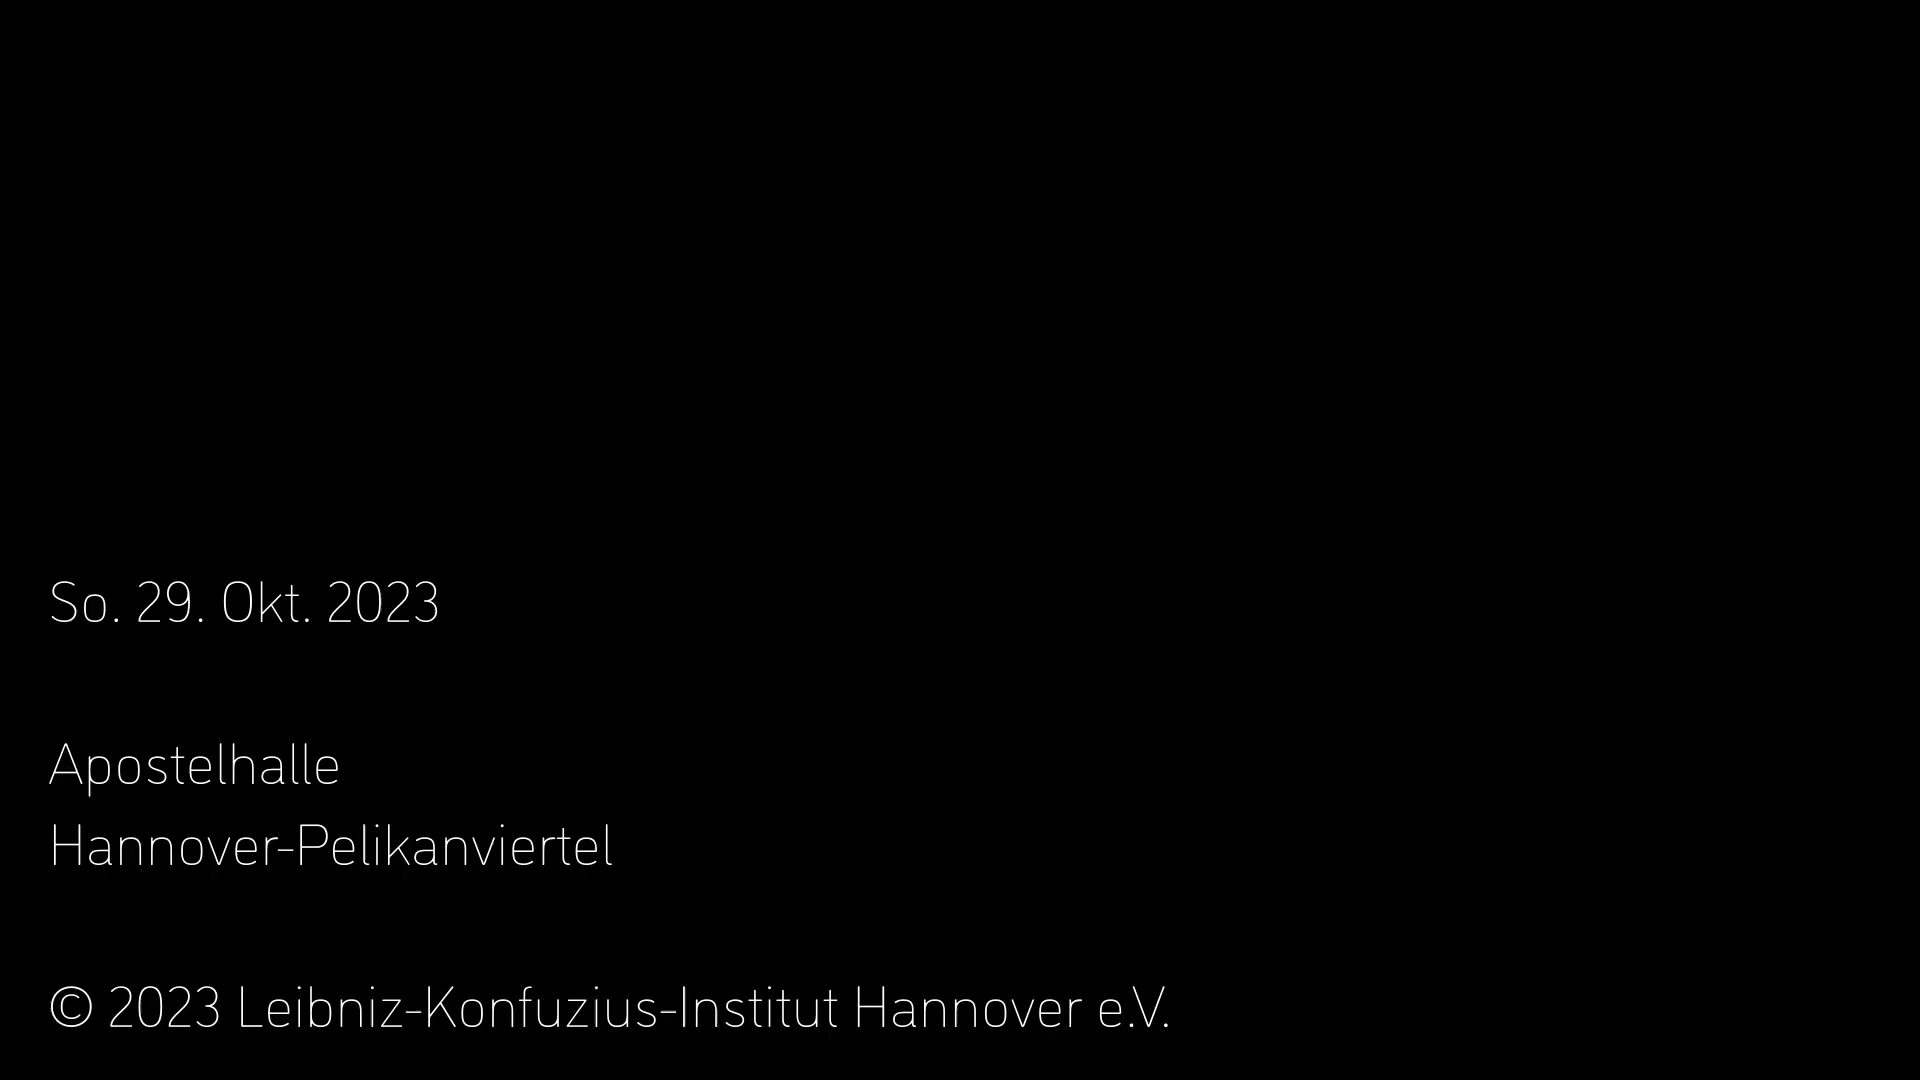 So. 29. Okt. 2023
Apostelhalle
Hannover-Pelikanviertel
© 2023 Leibniz-Konfuzius-Institut Hannover e.V.